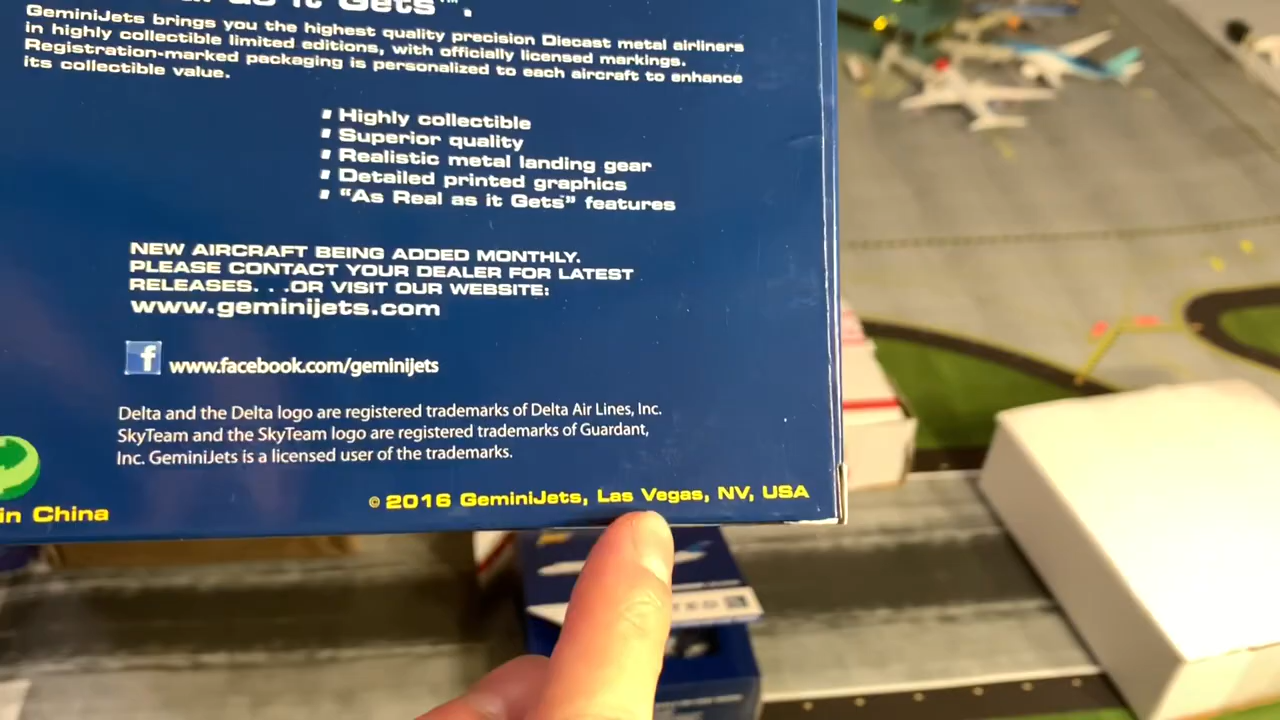 as it Gets™.
GeminiJets brings you the highest quality precision Diecast metal airliners
in highly collectible limited editions, with officially licensed markings.
Registration-marked packaging is personalized to each aircraft to enhance
its collectible value.
Highly collectible
Superior quality
Realistic metal landing gear
Detailed printed graphics
“As Real as it Gets” features
NEW AIRCRAFT BEING ADDED MONTHLY.
PLEASE CONTACT YOUR DEALER FOR LATEST
RELEASES. . .OR VISIT OUR WEBSITE:
www.geminijets.com
f www.facebook.com/geminijets
Delta and the Delta logo are registered trademarks of Delta Air Lines, Inc.
SkyTeam and the SkyTeam logo are registered trademarks of Guardant,
Inc. GeminiJets is a licensed user of the trademarks.
© 2016 GeminiJets, Las Vegas, NV, USA
in China